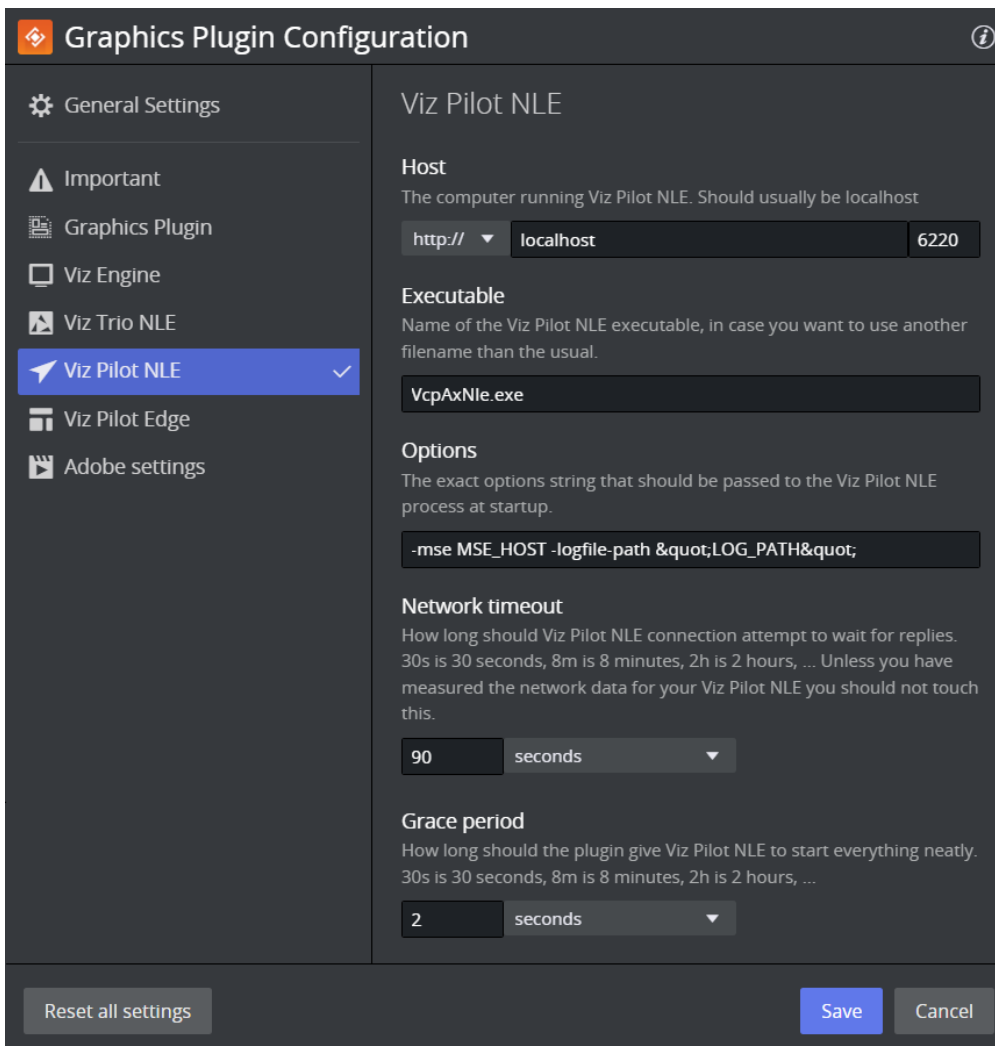 Graphics Plugin Configuration
General Settings
Important
Graphics Plugin
Viz Engine
Viz Trio NLE
Viz Pilot NLE
Viz Pilot Edge
Adobe settings
Viz Pilot NLE
Host
The computer running Viz Pilot NLE. Should usually be localhost
http:// localhost 6220
Executable
Name of the Viz Pilot NLE executable, in case you want to use another
filename than the usual.
VcpAxNle.exe
Options
The exact options string that should be passed to the Viz Pilot NLE
process at startup.
-mse MSE_HOST -logfile-path &quot;LOG_PATH&quot;
Network timeout
How long should Viz Pilot NLE connection attempt to wait for replies.
30s is 30 seconds, 8m is 8 minutes, 2h is 2 hours, ... Unless you have
measured the network data for your Viz Pilot NLE you should not touch
this.
90 seconds
Grace period
How long should the plugin give Viz Pilot NLE to start everything neatly.
30s is 30 seconds, 8m is 8 minutes, 2h is 2 hours, ...
2 seconds
Reset all settings
Save Cancel